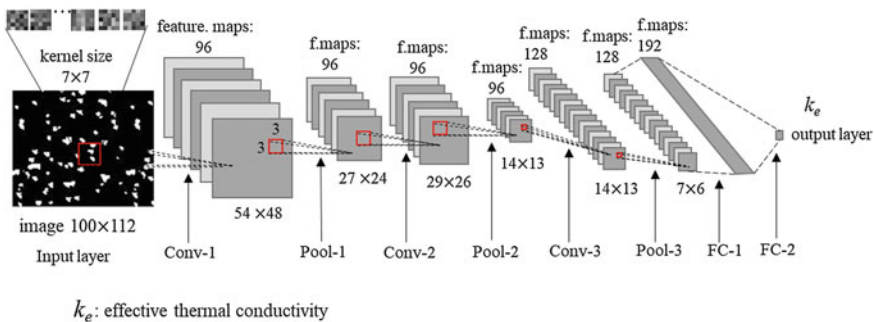 kernel size
7×7
image 100×112
Input layer
feature. maps:
96
3
3
54 ×48
Conv-1
f.maps:
96
27 ×24
Pool-1
f.maps:
96
29×26
Conv-2
f.maps:
96
14×13
Pool-2
f.maps:
128
14×13
Conv-3
f.maps:
128
7×6
Pool-3
f.maps:
192
FC-1
k_e
output layer
FC-2
k_e: effective thermal conductivity